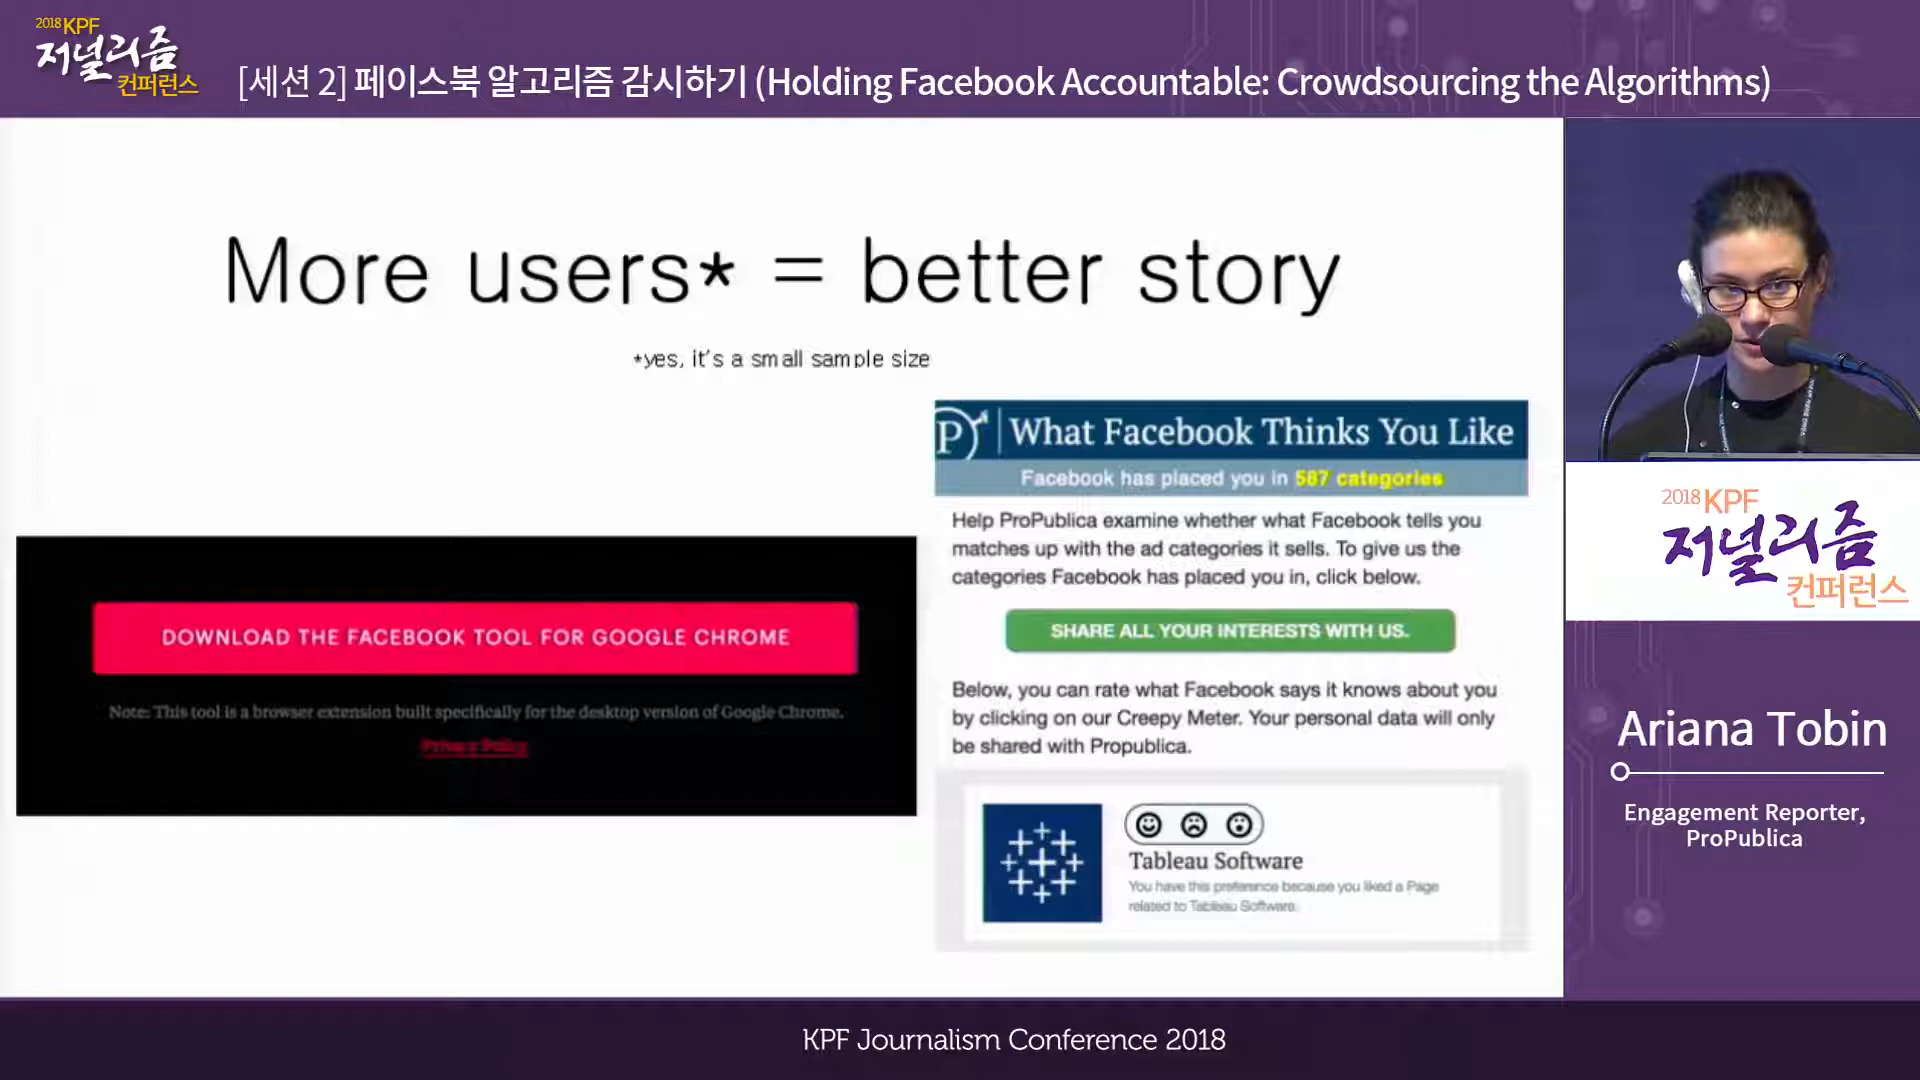 2018 KPF
저널리즘
컨퍼런스
[세션 2] 페이스북 알고리즘 감시하기 (Holding Facebook Accountable: Crowdsourcing the Algorithms)
More users* = better story
*yes, it's a small sample size
What Facebook Thinks You Like
Facebook has placed you in 587 categories
Help ProPublica examine whether what Facebook tells you
matches up with the ad categories it sells. To give us the
categories Facebook has placed you in, click below.
SHARE ALL YOUR INTERESTS WITH US.
Below, you can rate what Facebook says it knows about you
by clicking on our Creepy Meter. Your personal data will only
be shared with Propublica.
Tableau Software
You have this preference because you liked a Page
related to Tableau Software.
DOWNLOAD THE FACEBOOK TOOL FOR GOOGLE CHROME
Note: This tool is a browser extension built specifically for the desktop version of Google Chrome.
Privacy Policy
2018 KPF
저널리즘
컨퍼런스
Ariana Tobin
Engagement Reporter,
ProPublica
KPF Journalism Conference 2018